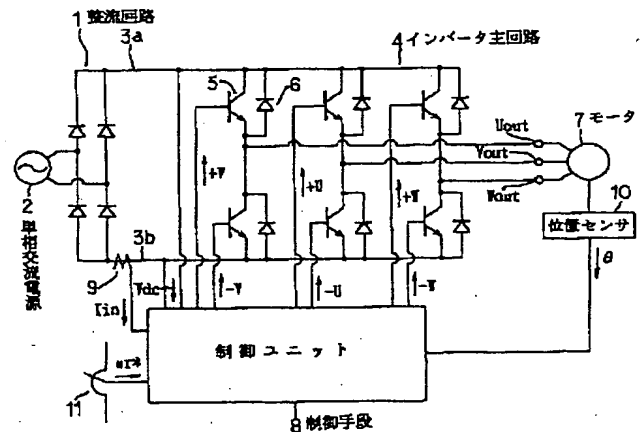 1 整流回路
3a
4 インバータ主回路
5
6
7 モータ
Uout
Vout
Wout
+V
+U
+W
10
位置センサ
2 単相交流電源
3b
9
Vdc
Iin
-V
-U
-W
θ
制御ユニット
ωr*
11
8 制御手段